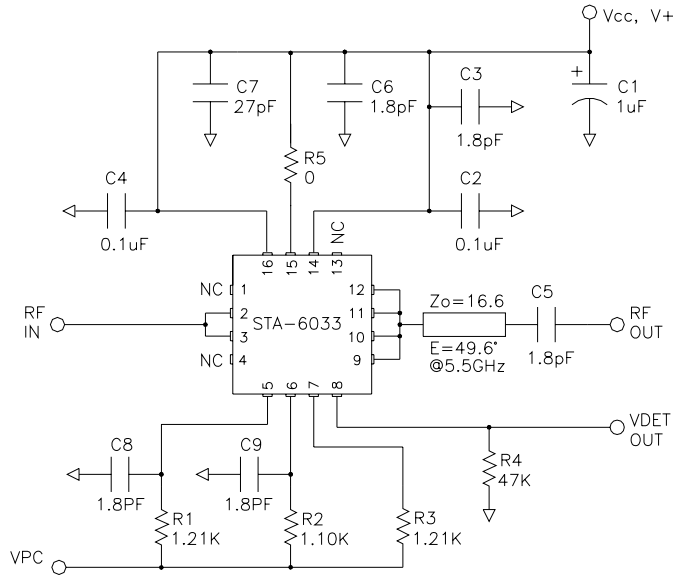 Vcc, V+
C7
27pF
C6
1.8pF
C3
1.8pF
C1
1uF
+
R5
0
C4
0.1uF
C2
0.1uF
16
15
14
13
NC
NC
1
2
3
NC
4
STA-6033
12
11
10
9
RF
IN
Zo=16.6
E=49.6°
@5.5GHz
C5
1.8pF
RF
OUT
5
6
7
8
VDET
OUT
C8
1.8PF
C9
1.8PF
R4
47K
R1
1.21K
R2
1.10K
R3
1.21K
VPC